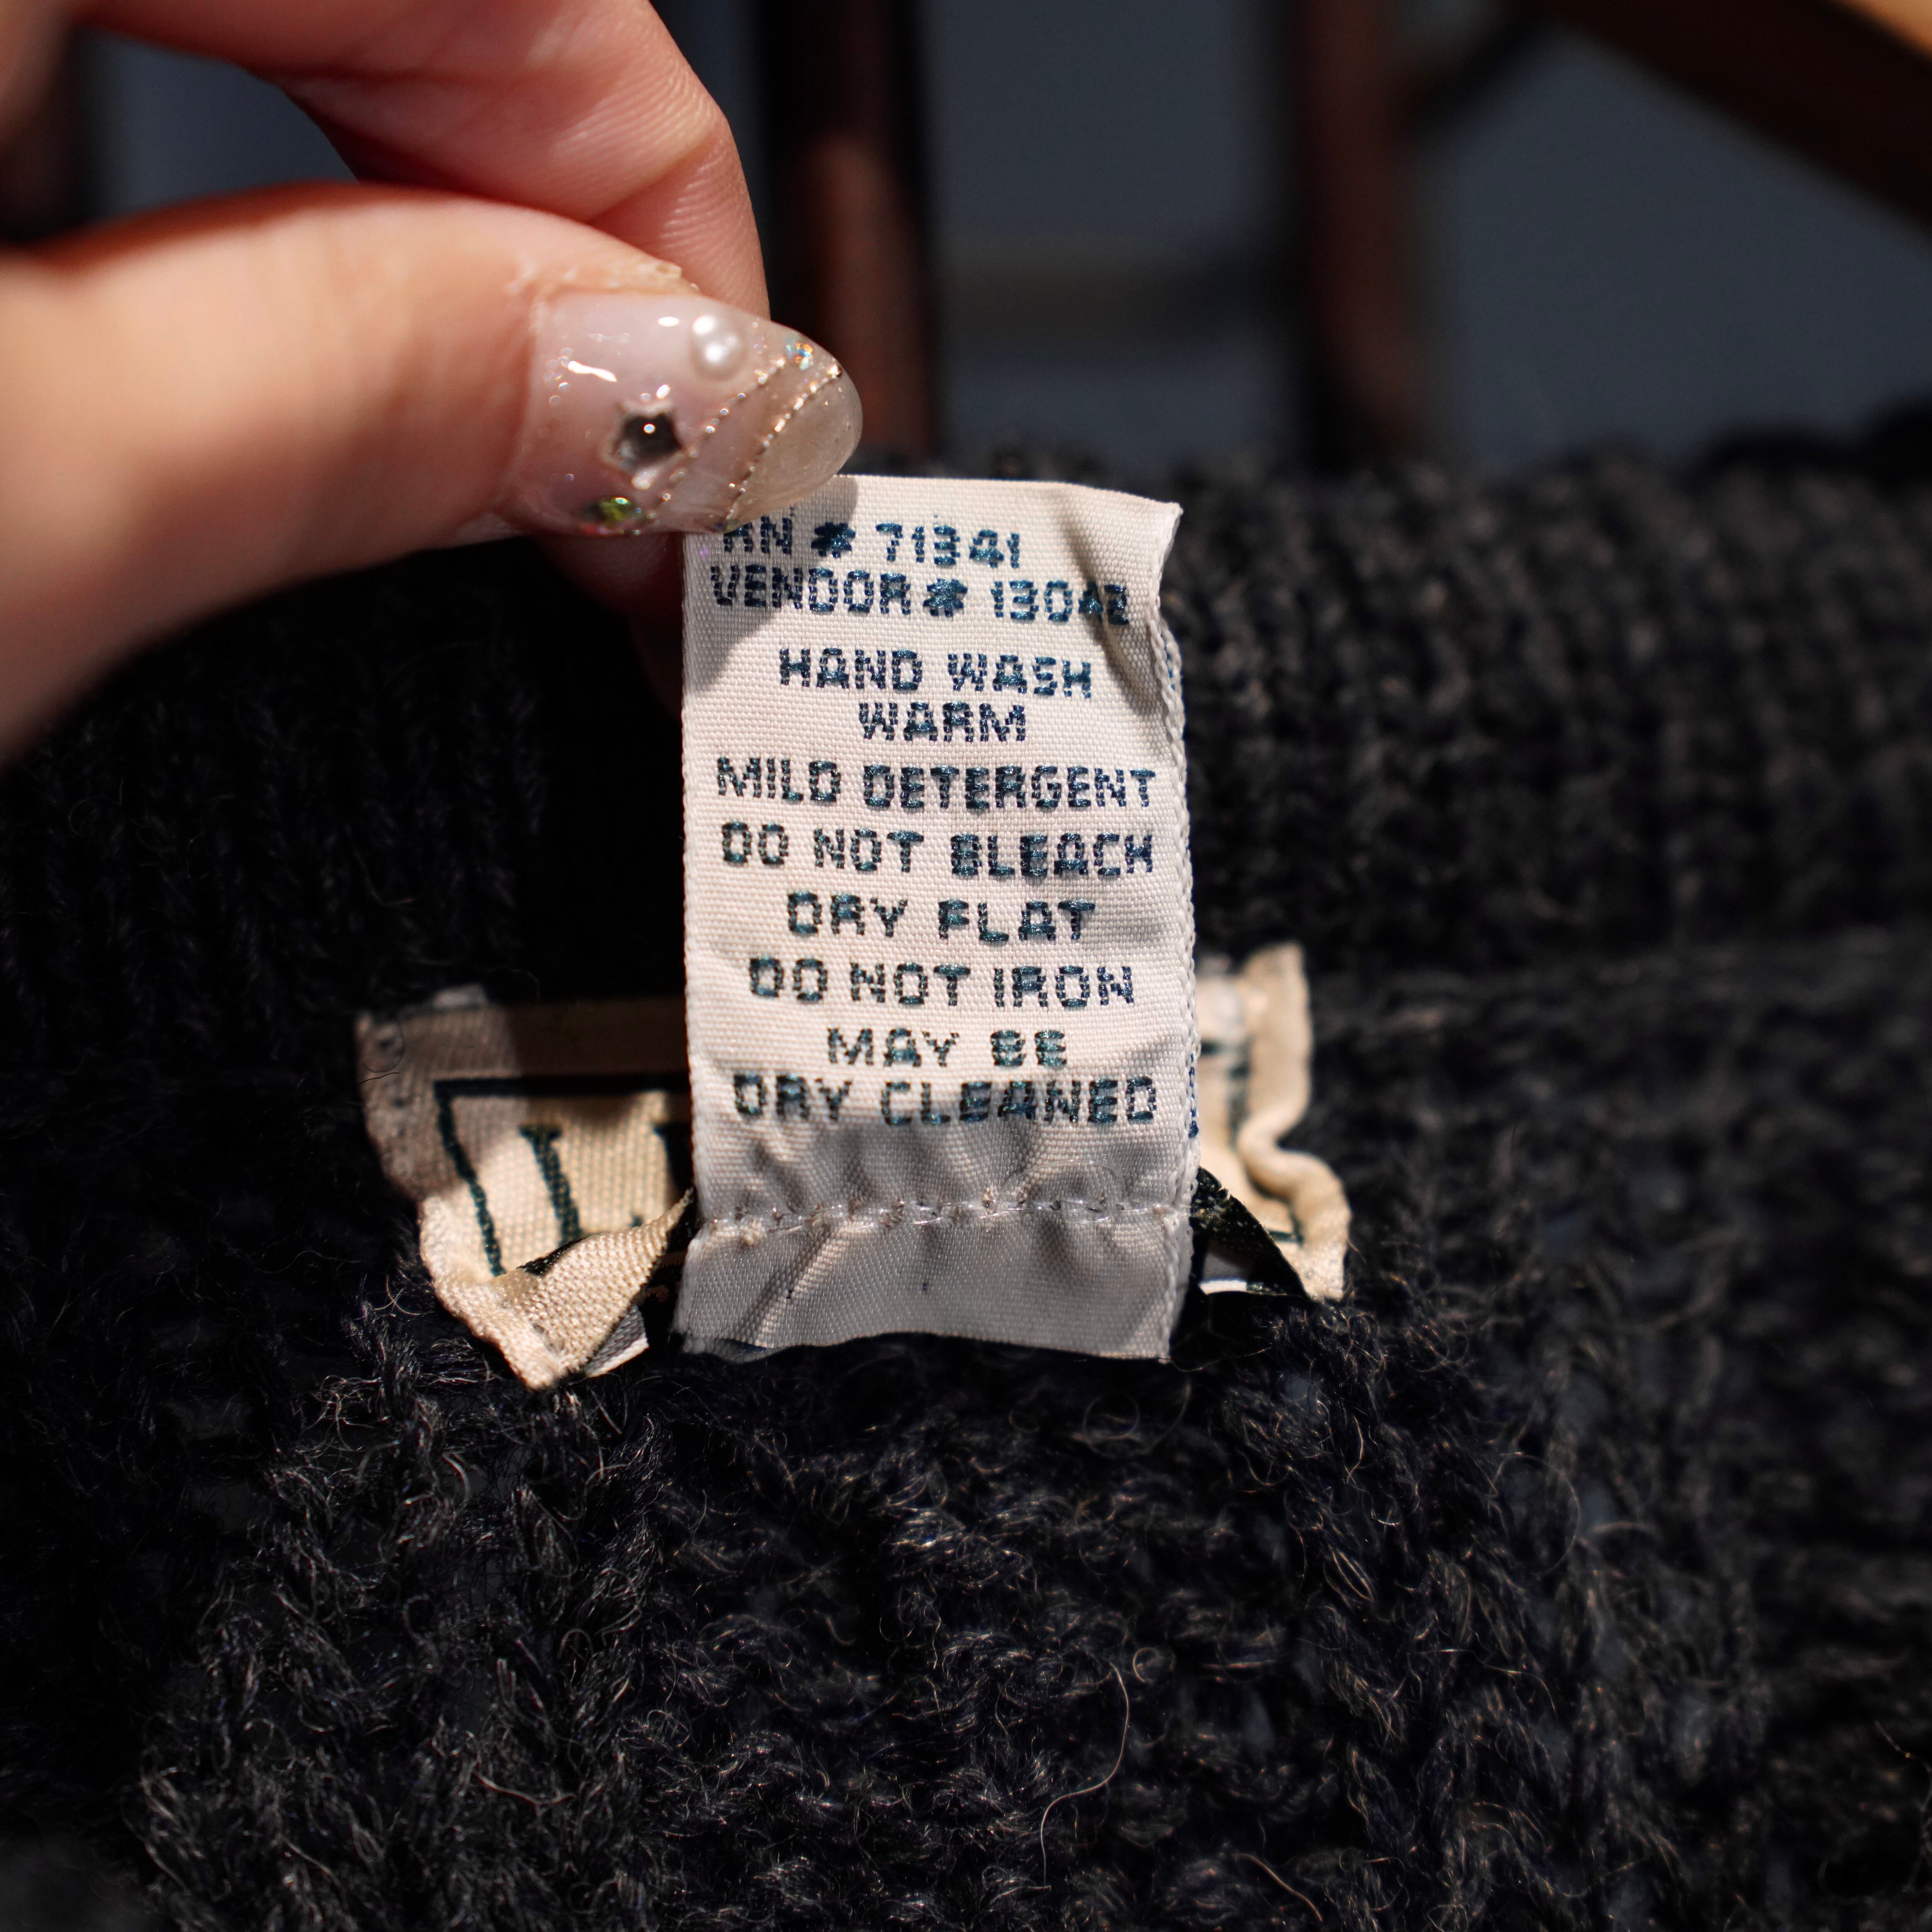 RN # 71341
VENDOR# 13042
HAND WASH
WARM
MILD DETERGENT
DO NOT BLEACH
DRY FLAT
DO NOT IRON
MAY BE
DRY CLEANED